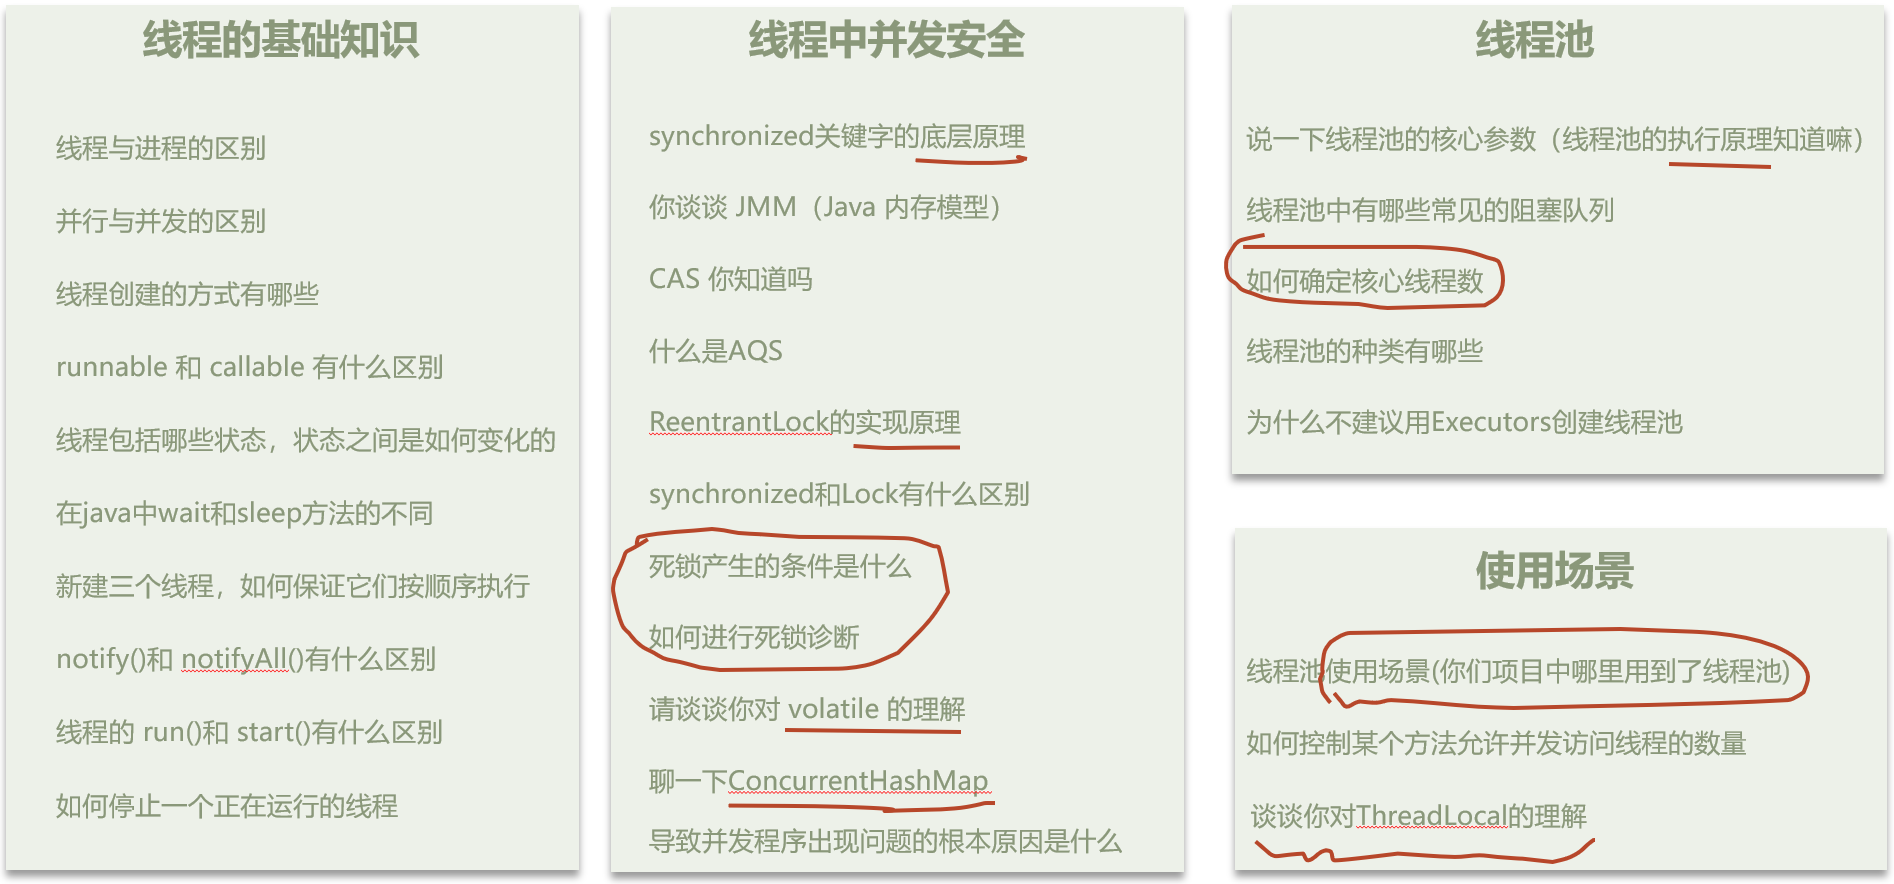 线程的基础知识
线程与进程的区别
并行与并发的区别
线程创建的方式有哪些
runnable 和 callable 有什么区别
线程包括哪些状态，状态之间是如何变化的
在java中wait和sleep方法的不同
新建三个线程，如何保证它们按顺序执行
notify()和 notifyAll()有什么区别
线程的 run()和 start()有什么区别
如何停止一个正在运行的线程
线程中并发安全
synchronized关键字的底层原理
你谈谈 JMM（Java 内存模型）
CAS 你知道吗
什么是AQS
ReentrantLock的实现原理
synchronized和Lock有什么区别
死锁产生的条件是什么
如何进行死锁诊断
请谈谈你对 volatile 的理解
聊一下ConcurrentHashMap
导致并发程序出现问题的根本原因是什么
线程池
说一下线程池的核心参数（线程池的执行原理知道嘛）
线程池中有哪些常见的阻塞队列
如何确定核心线程数
线程池的种类有哪些
为什么不建议用Executors创建线程池
使用场景
线程池使用场景(你们项目中哪里用到了线程池)
如何控制某个方法允许并发访问线程的数量
谈谈你对ThreadLocal的理解